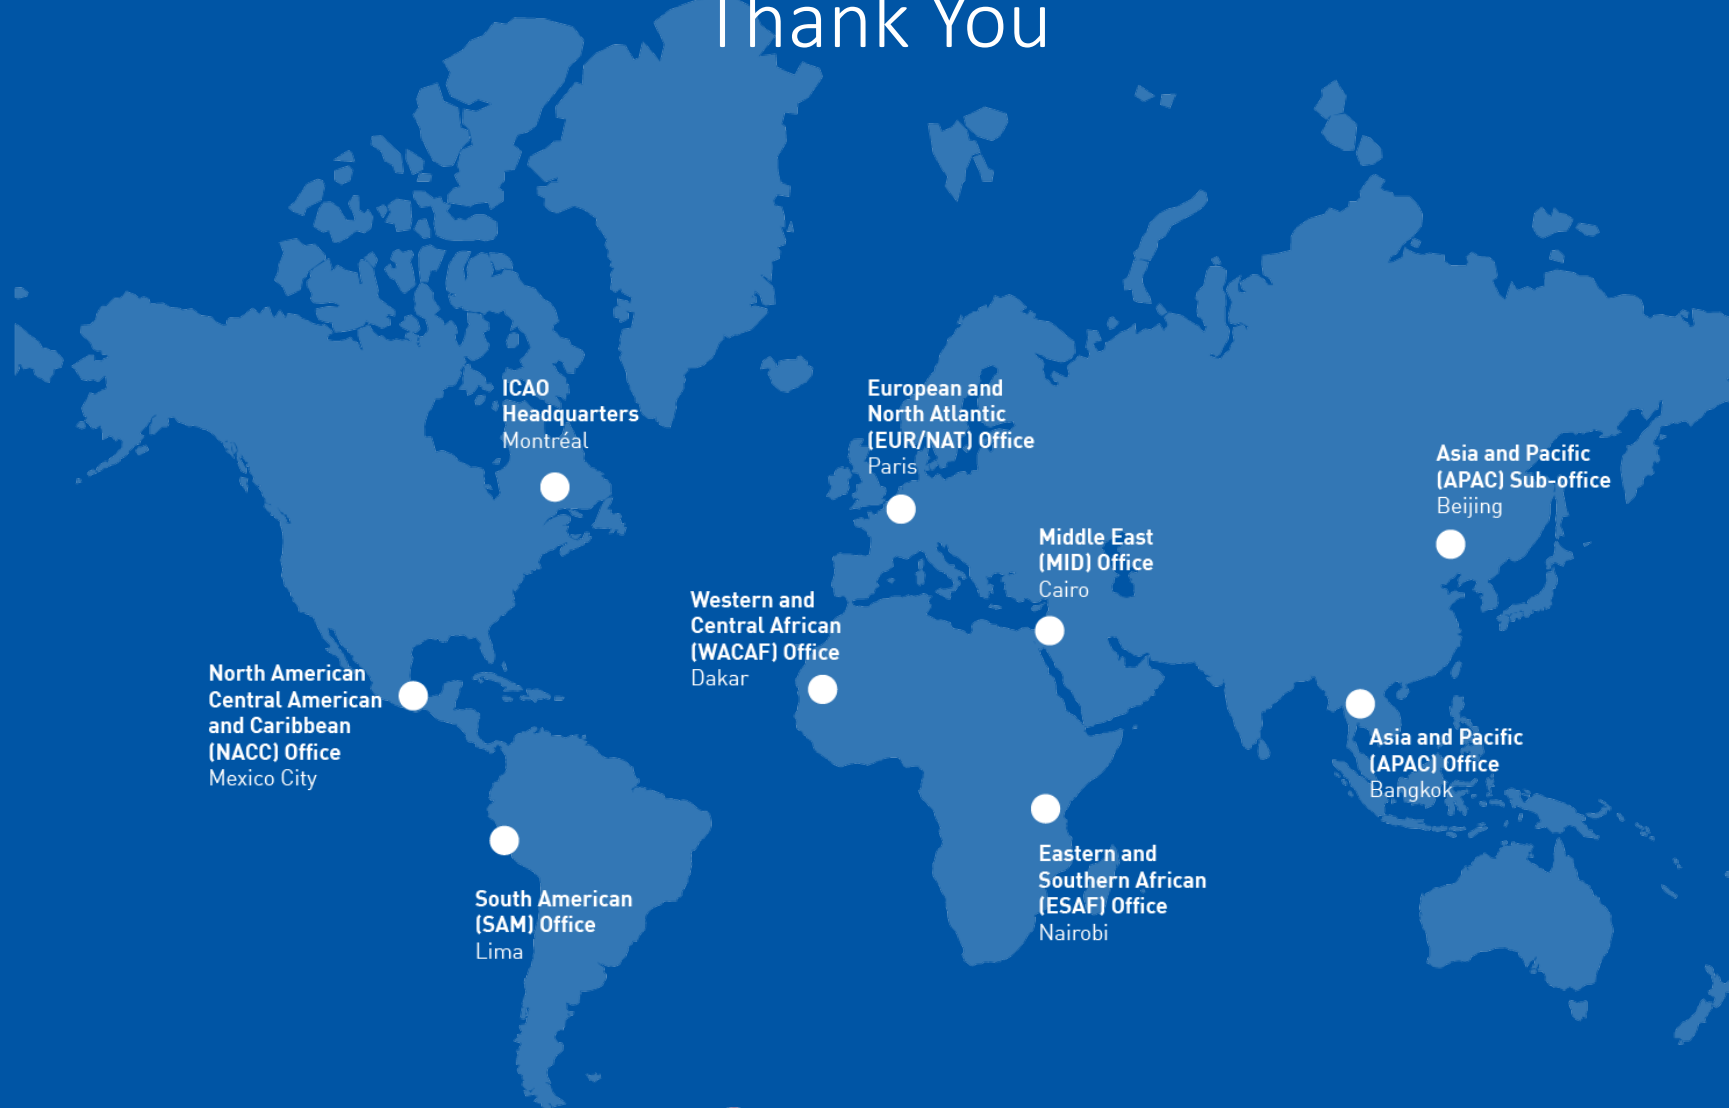 Thank You
ICAO
Headquarters
Montréal
European and
North Atlantic
(EUR/NAT) Office
Paris
Asia and Pacific
(APAC) Sub-office
Beijing
Middle East
(MID) Office
Cairo
Western and
Central African
(WACAF) Office
Dakar
North American
Central American
and Caribbean
(NACC) Office
Mexico City
Asia and Pacific
(APAC) Office
Bangkok
Eastern and
Southern African
(ESAF) Office
Nairobi
South American
(SAM) Office
Lima